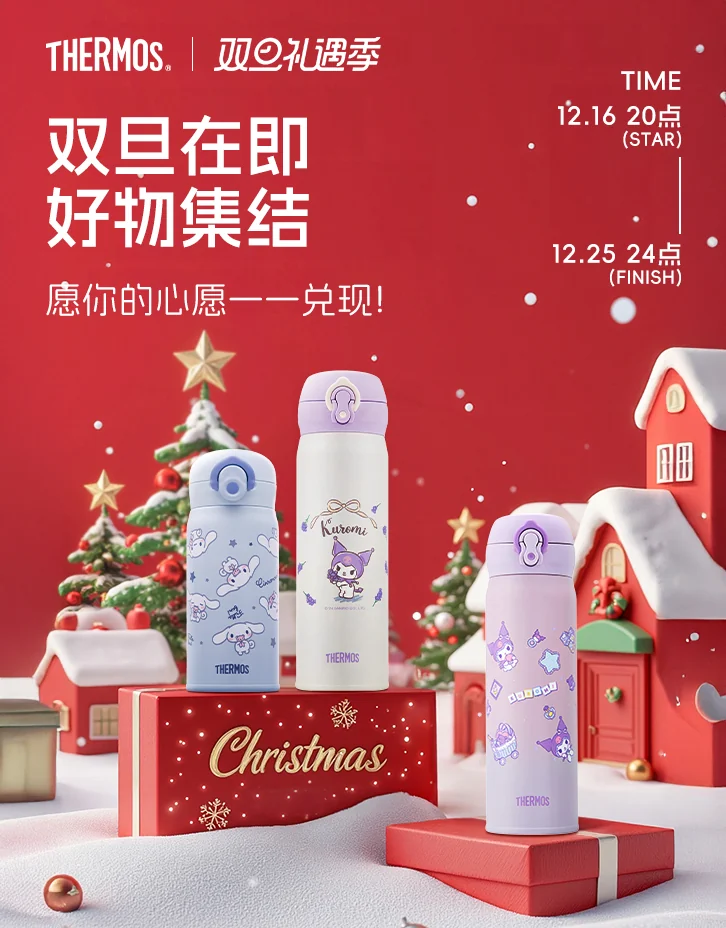 THERMOS® | 双旦礼遇季
双旦在即
好物集结
愿你的心愿一一兑现!
TIME
12.16 20点
(STAR)
12.25 24点
(FINISH)
Kuromi
THERMOS
THERMOS
KUROMI
THERMOS
Christmas